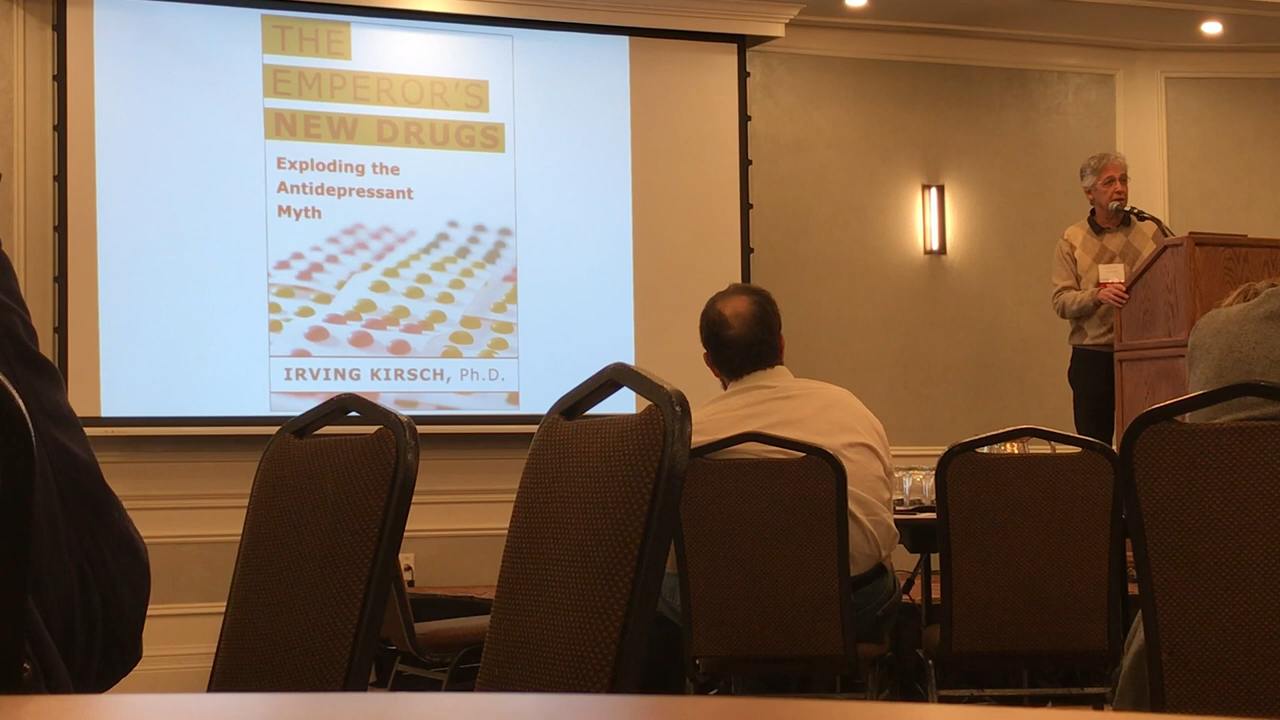 THE
EMPEROR'S
NEW DRUGS
Exploding the
Antidepressant
Myth
IRVING KIRSCH, Ph.D.